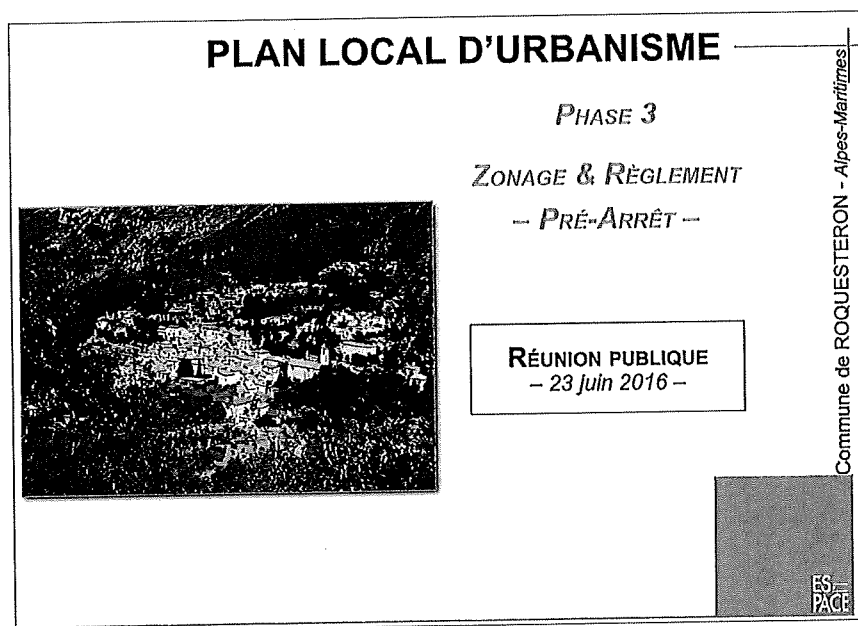 PLAN LOCAL D'URBANISME
PHASE 3
ZONAGE & RÈGLEMENT
– PRÉ-ARRÊT –
RÉUNION PUBLIQUE
– 23 juin 2016 –
Commune de ROQUESTERON - Alpes-Maritimes
ES
PACE